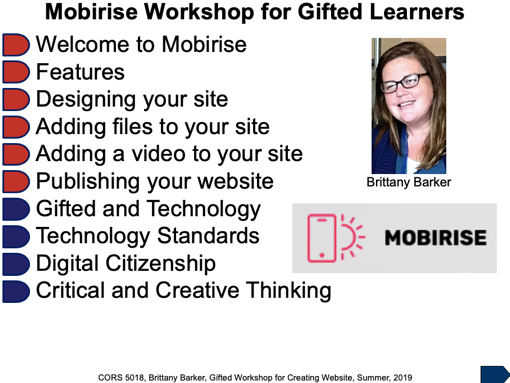 Mobirise Workshop for Gifted Learners
Welcome to Mobirise
Features
Designing your site
Adding files to your site
Adding a video to your site
Publishing your website
Gifted and Technology
Technology Standards
Digital Citizenship
Critical and Creative Thinking
Brittany Barker
MOBIRISE
CORS 5018, Brittany Barker, Gifted Workshop for Creating Website, Summer, 2019